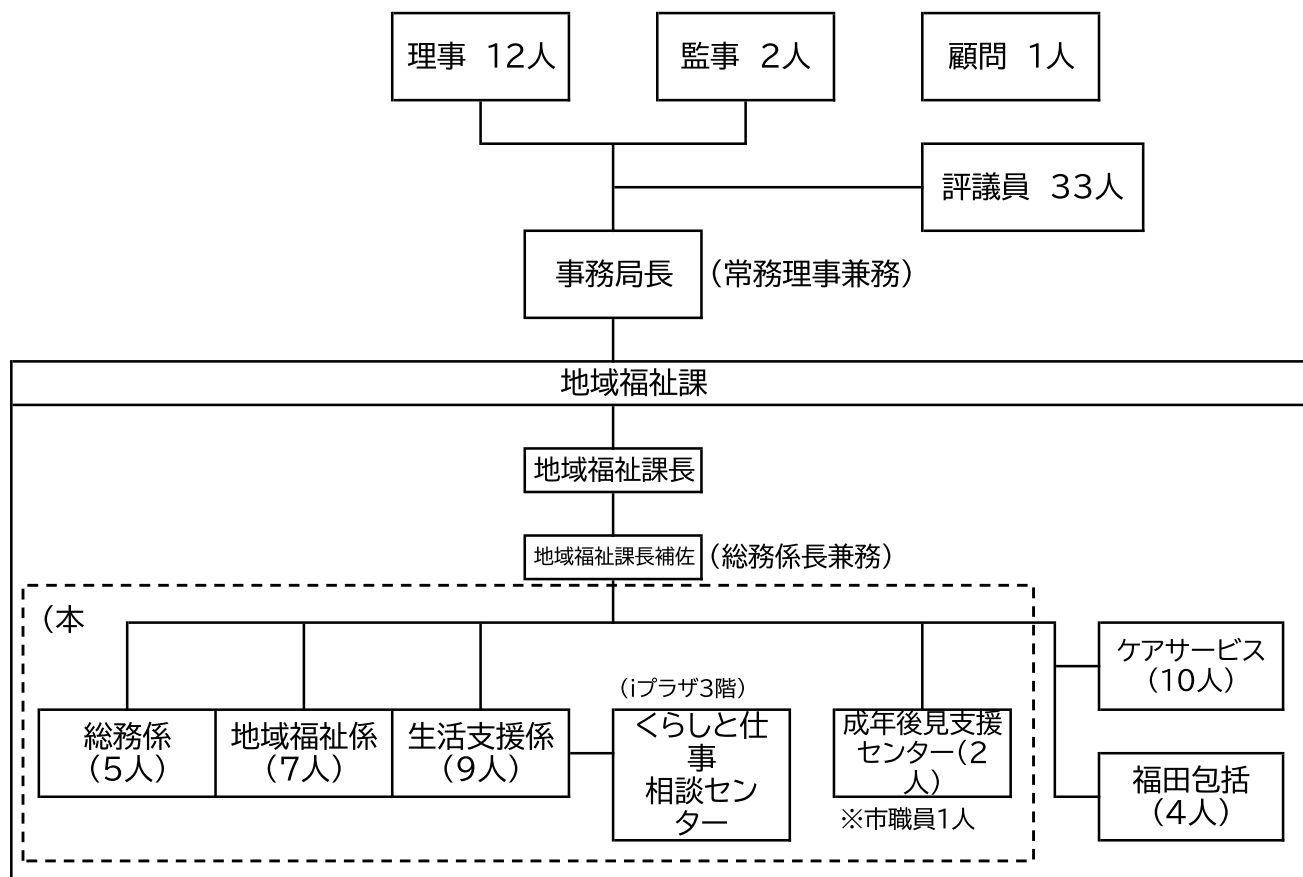 理事 12人
監事 2人
顧問 1人
評議員 33人
事務局長
（常務理事兼務）
地域福祉課
地域福祉課長
地域福祉課長補佐
（総務係長兼務）
（本
ケアサービス
（10人）
（iプラザ3階）
総務係
（5人）
地域福祉係
（7人）
生活支援係
（9人）
くらしと仕
事
相談セン
ター
成年後見支援
センター（2
人）
※市職員1人
福田包括
（4人）